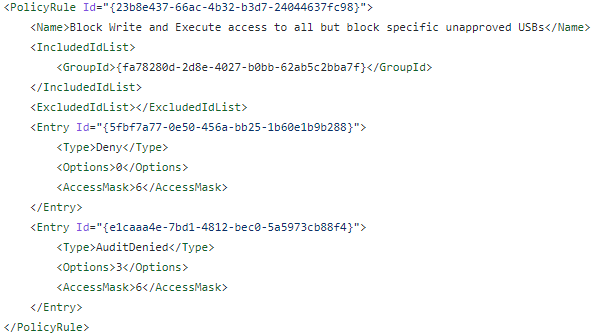 <PolicyRule Id="{23b8e437-66ac-4b32-b3d7-24044637fc98}">
<Name>Block Write and Execute access to all but block specific unapproved USBs</Name>
<IncludedIdList>
<GroupId>{fa78280d-2d8e-4027-b0bb-62ab5c2bba7f}</GroupId>
</IncludedIdList>
<ExcludedIdList></ExcludedIdList>
<Entry Id="{5fbf7a77-0e50-456a-bb25-1b60e1b9b288}">
<Type>Deny</Type>
<Options>0</Options>
<AccessMask>6</AccessMask>
</Entry>
<Entry Id="{e1caaa4e-7bd1-4812-bec0-5a5973cb88f4}">
<Type>AuditDenied</Type>
<Options>3</Options>
<AccessMask>6</AccessMask>
</Entry>
</PolicyRule>